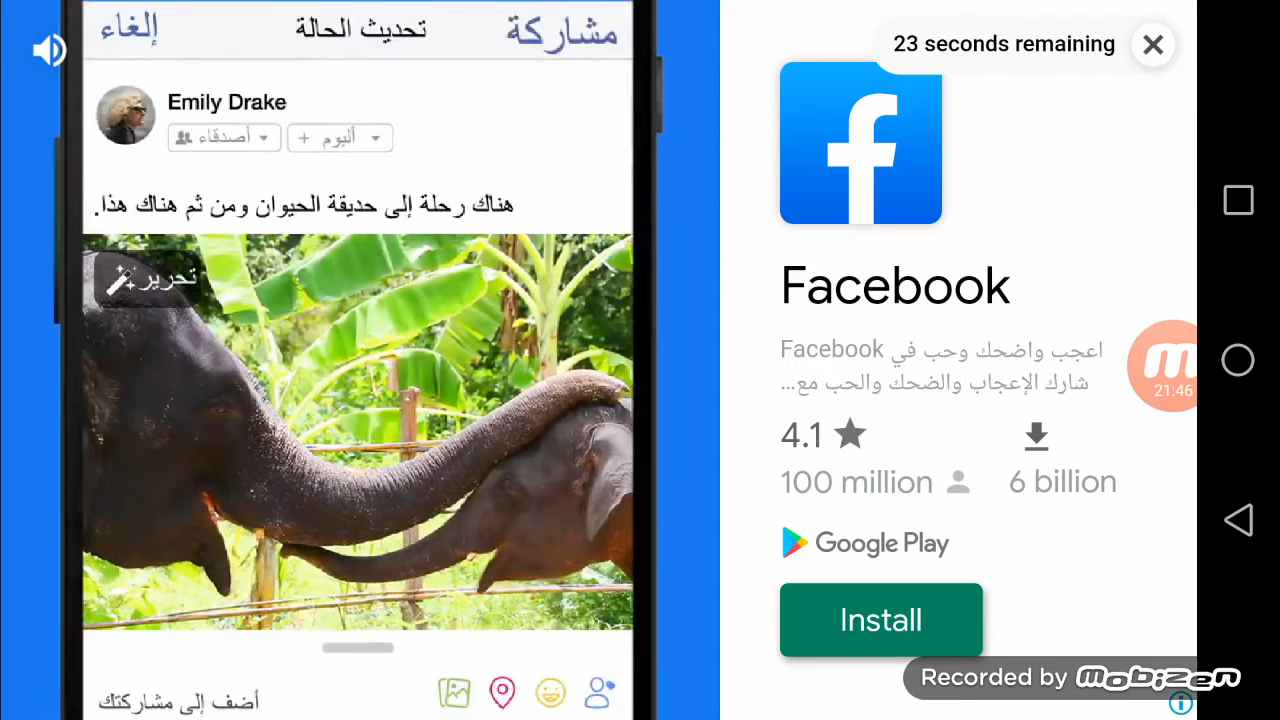 إلغاء
تحديث الحالة
مشاركة
Emily Drake
أصدقاء
+ ألبوم
هناك رحلة إلى حديقة الحيوان ومن ثم هناك هذا.
تحرير
أضف إلى مشاركتك
23 seconds remaining
Facebook
اعجب واضحك وحب في Facebook
شارك الإعجاب والضحك والحب مع...
4.1
100 million
6 billion
Google Play
Install
21:46
Recorded by mobizen